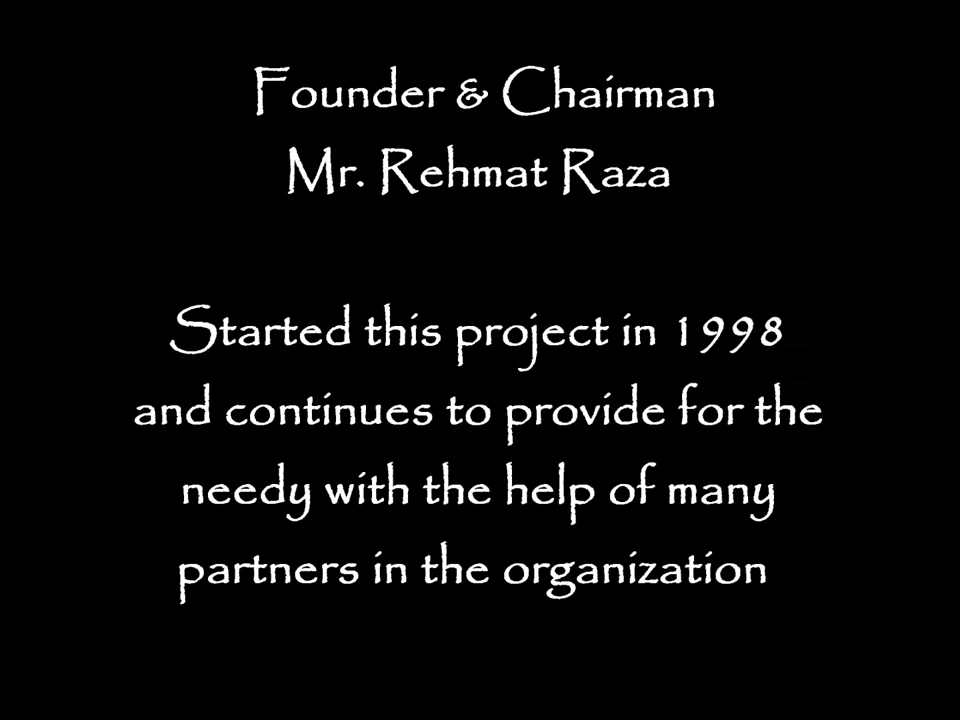 Founder & Chairman
Mr. Rehmat Raza
Started this project in 1998
and continues to provide for the
needy with the help of many
partners in the organization